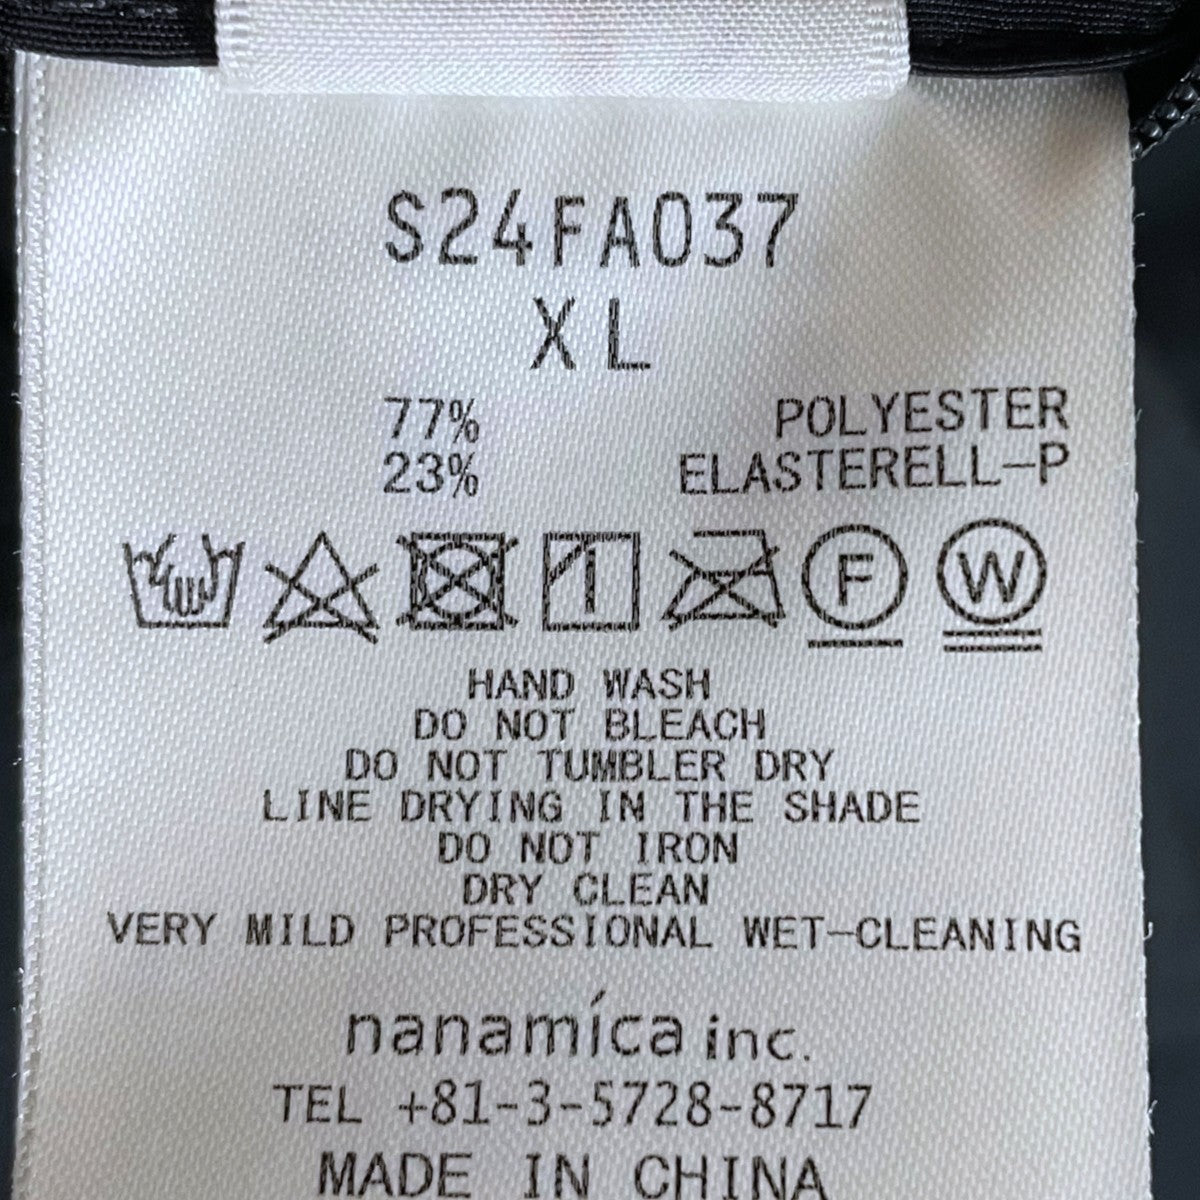 S24FA037
XL
77% POLYESTER
23% ELASTERELL-P
F W
HAND WASH
DO NOT BLEACH
DO NOT TUMBLER DRY
LINE DRYING IN THE SHADE
DO NOT IRON
DRY CLEAN
VERY MILD PROFESSIONAL WET-CLEANING
nanamíca inc.
TEL +81-3-5728-8717
MADE IN CHINA